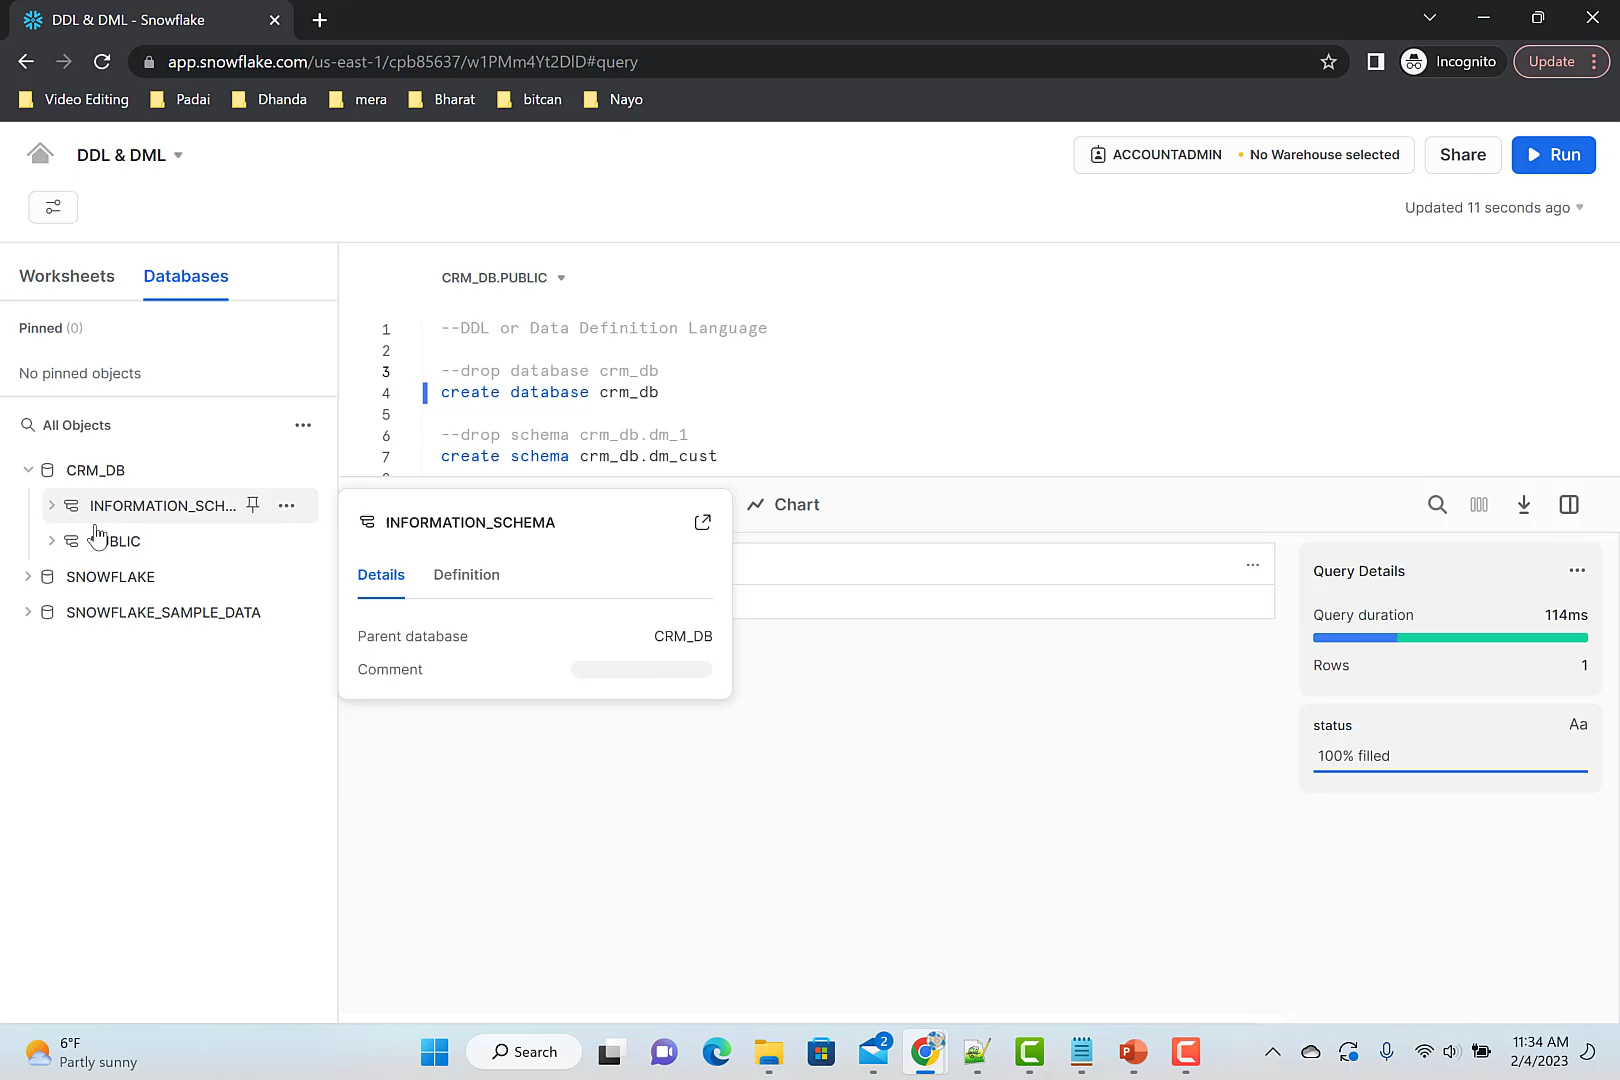 DDL & DML - Snowflake
app.snowflake.com/us-east-1/cpb85637/w1PMm4Yt2DlD#query
Incognito
Update
Video Editing
Padai
Dhanda
mera
Bharat
bitcan
Nayo
DDL & DML
ACCOUNTADMIN
No Warehouse selected
Share
Run
Updated 11 seconds ago
Worksheets
Databases
Pinned (0)
No pinned objects
All Objects
CRM_DB
INFORMATION_SCH...
SNOWFLAKE
SNOWFLAKE_SAMPLE_DATA
CRM_DB.PUBLIC
1 --DDL or Data Definition Language
2
3 --drop database crm_db
4 create database crm_db
5
6 --drop schema crm_db.dm_1
7 create schema crm_db.dm_cust
INFORMATION_SCHEMA
Details
Definition
Parent database CRM_DB
Comment
Chart
Query Details
Query duration 114ms
Rows 1
status Aa
100% filled
6°F
Partly sunny
Search
2
11:34 AM
2/4/2023